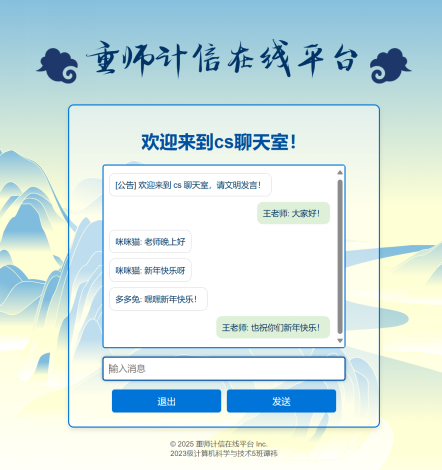 重师计信在线平台
欢迎来到cs聊天室!
[公告] 欢迎来到 cs 聊天室，请文明发言！
王老师: 大家好!
咪咪猫: 老师晚上好
咪咪猫: 新年快乐呀
多多兔: 嘿嘿新年快乐!
王老师: 也祝你们新年快乐!
输入消息
退出 发送
© 2025 重师计信在线平台 Inc.
2023级计算机科学与技术5班谭祎